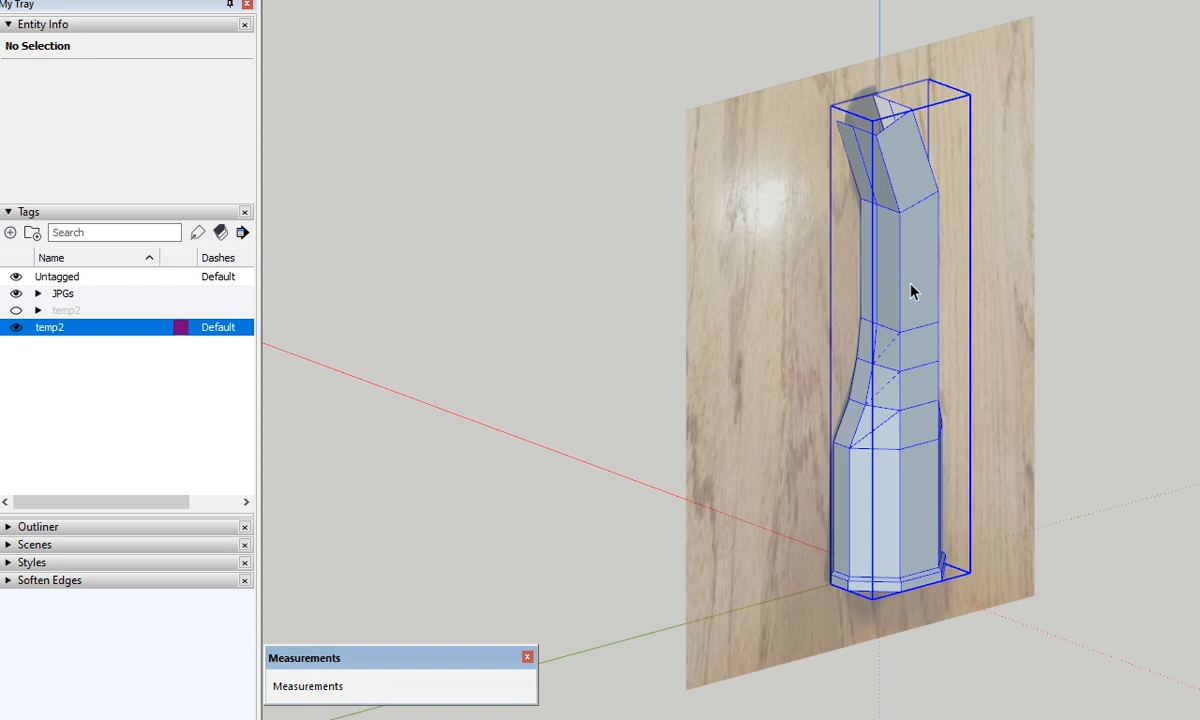 My Tray
Entity Info
No Selection
Tags
Search
Name
Dashes
Untagged
Default
JPGs
temp2
temp2
Default
Outliner
Scenes
Styles
Soften Edges
Measurements
Measurements